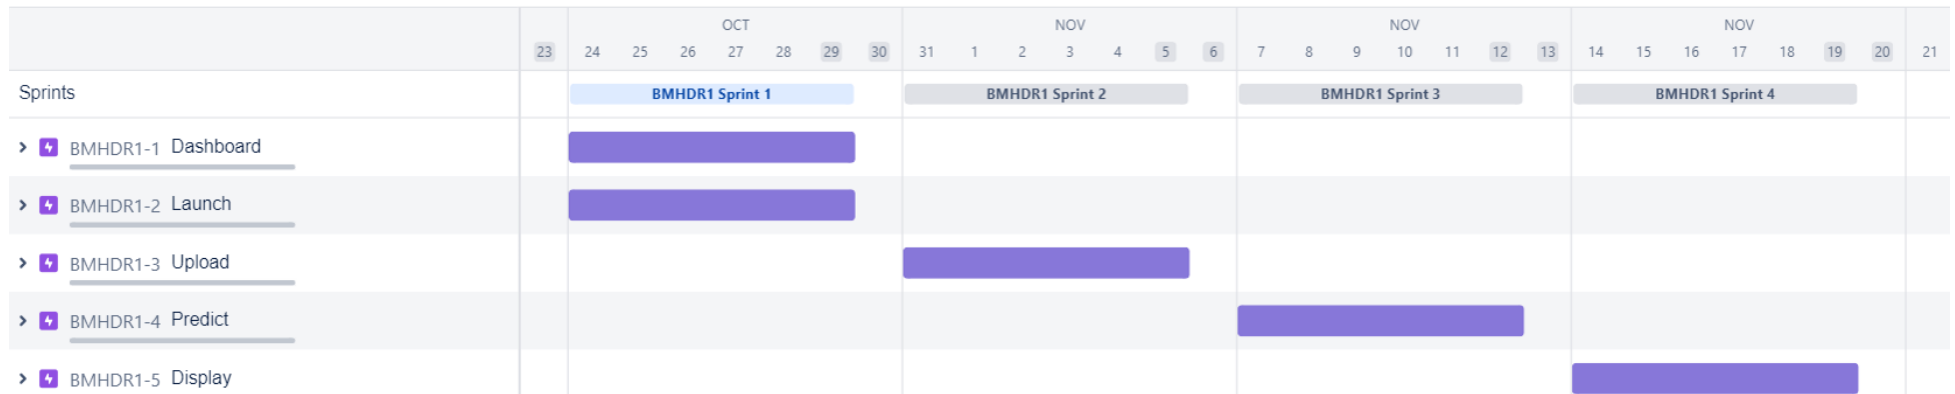 OCT NOV NOV NOV
23 24 25 26 27 28 29 30 31 1 2 3 4 5 6 7 8 9 10 11 12 13 14 15 16 17 18 19 20 21
Sprints BMHDR1 Sprint 1 BMHDR1 Sprint 2 BMHDR1 Sprint 3 BMHDR1 Sprint 4
BMHDR1-1 Dashboard
BMHDR1-2 Launch
BMHDR1-3 Upload
BMHDR1-4 Predict
BMHDR1-5 Display